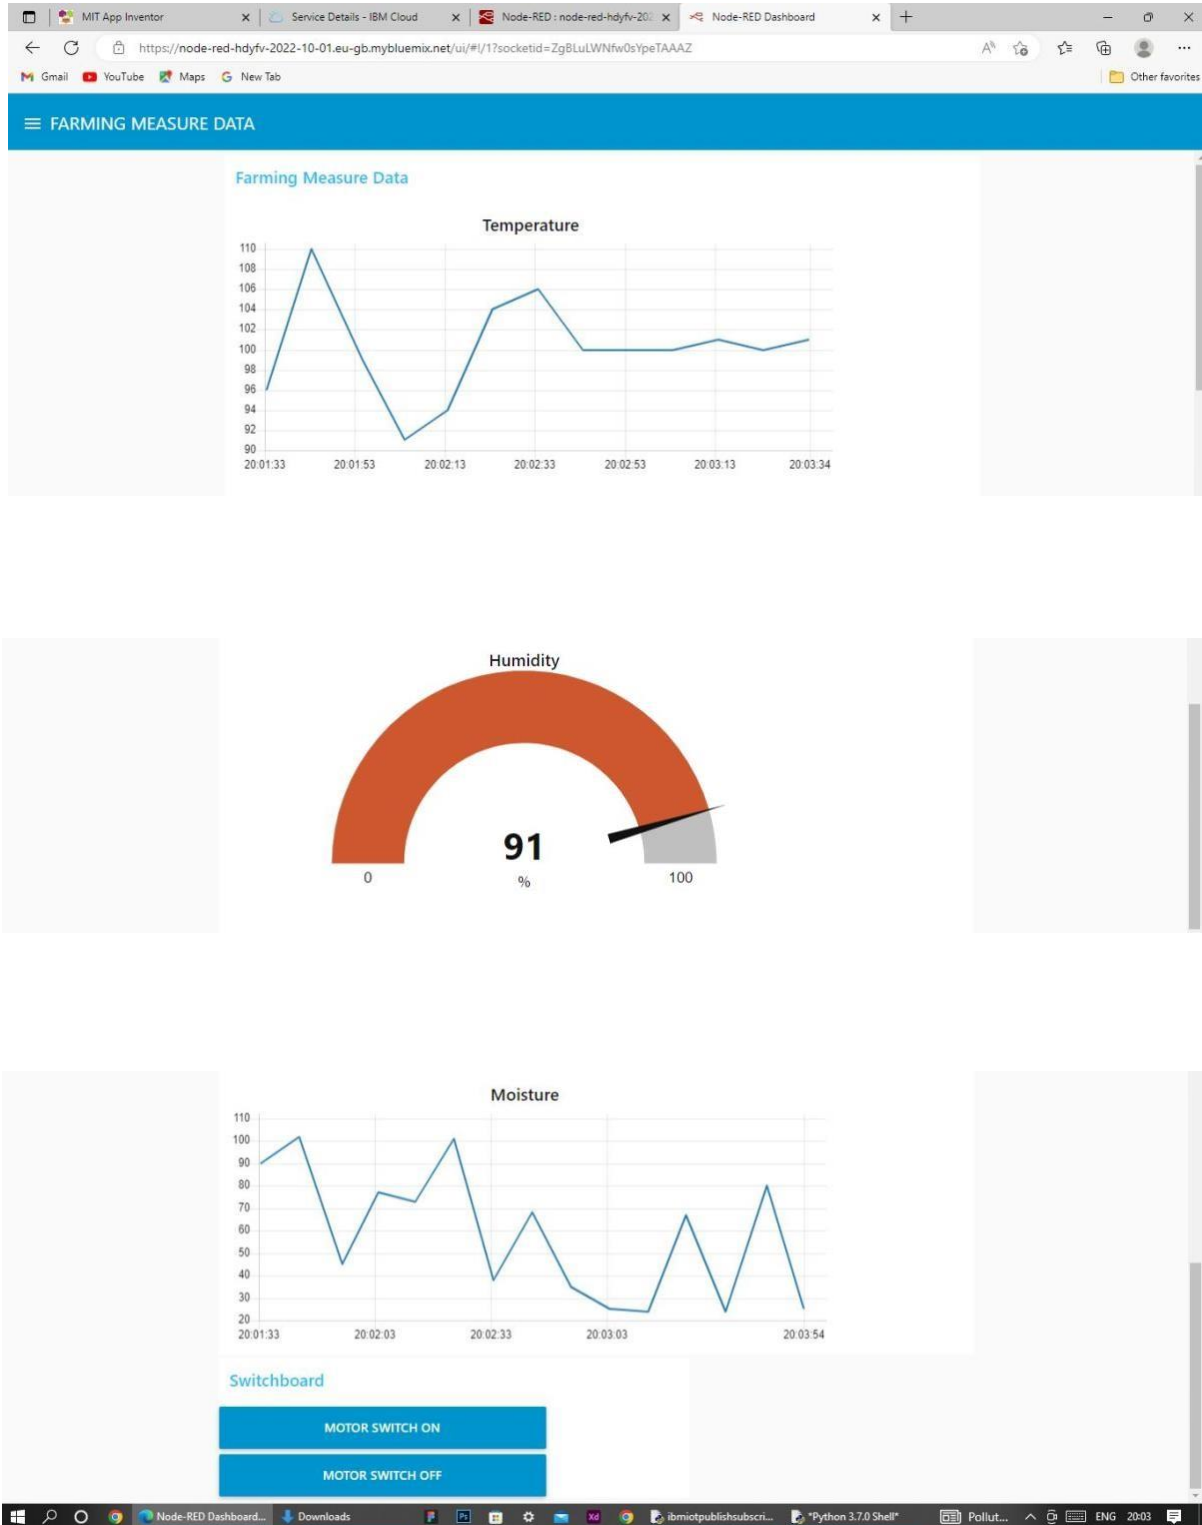 MIT App Inventor
Service Details - IBM Cloud
Node-RED : node-red-hdyfv-202
Node-RED Dashboard
https://node-red-hdyfv-2022-10-01.eu-gb.mybluemix.net/ui/#!/1?socketid=ZgBLuLWNfw0sYpeTAAAZ
Gmail YouTube Maps New Tab Other favorites
FARMING MEASURE DATA
Farming Measure Data
Temperature
110
108
106
104
102
100
98
96
94
92
90
20:01:33 20:01:53 20:02:13 20:02:33 20:02:53 20:03:13 20:03:34
Humidity
91
%
0 100
Moisture
110
100
90
80
70
60
50
40
30
20
20:01:33 20:02:03 20:02:33 20:03:03 20:03:54
Switchboard
MOTOR SWITCH ON
MOTOR SWITCH OFF
Node-RED Dashboard... Downloads Ps Xd ibmiotpublishsubscri... *Python 3.7.0 Shell* Pollut... ENG 20:03